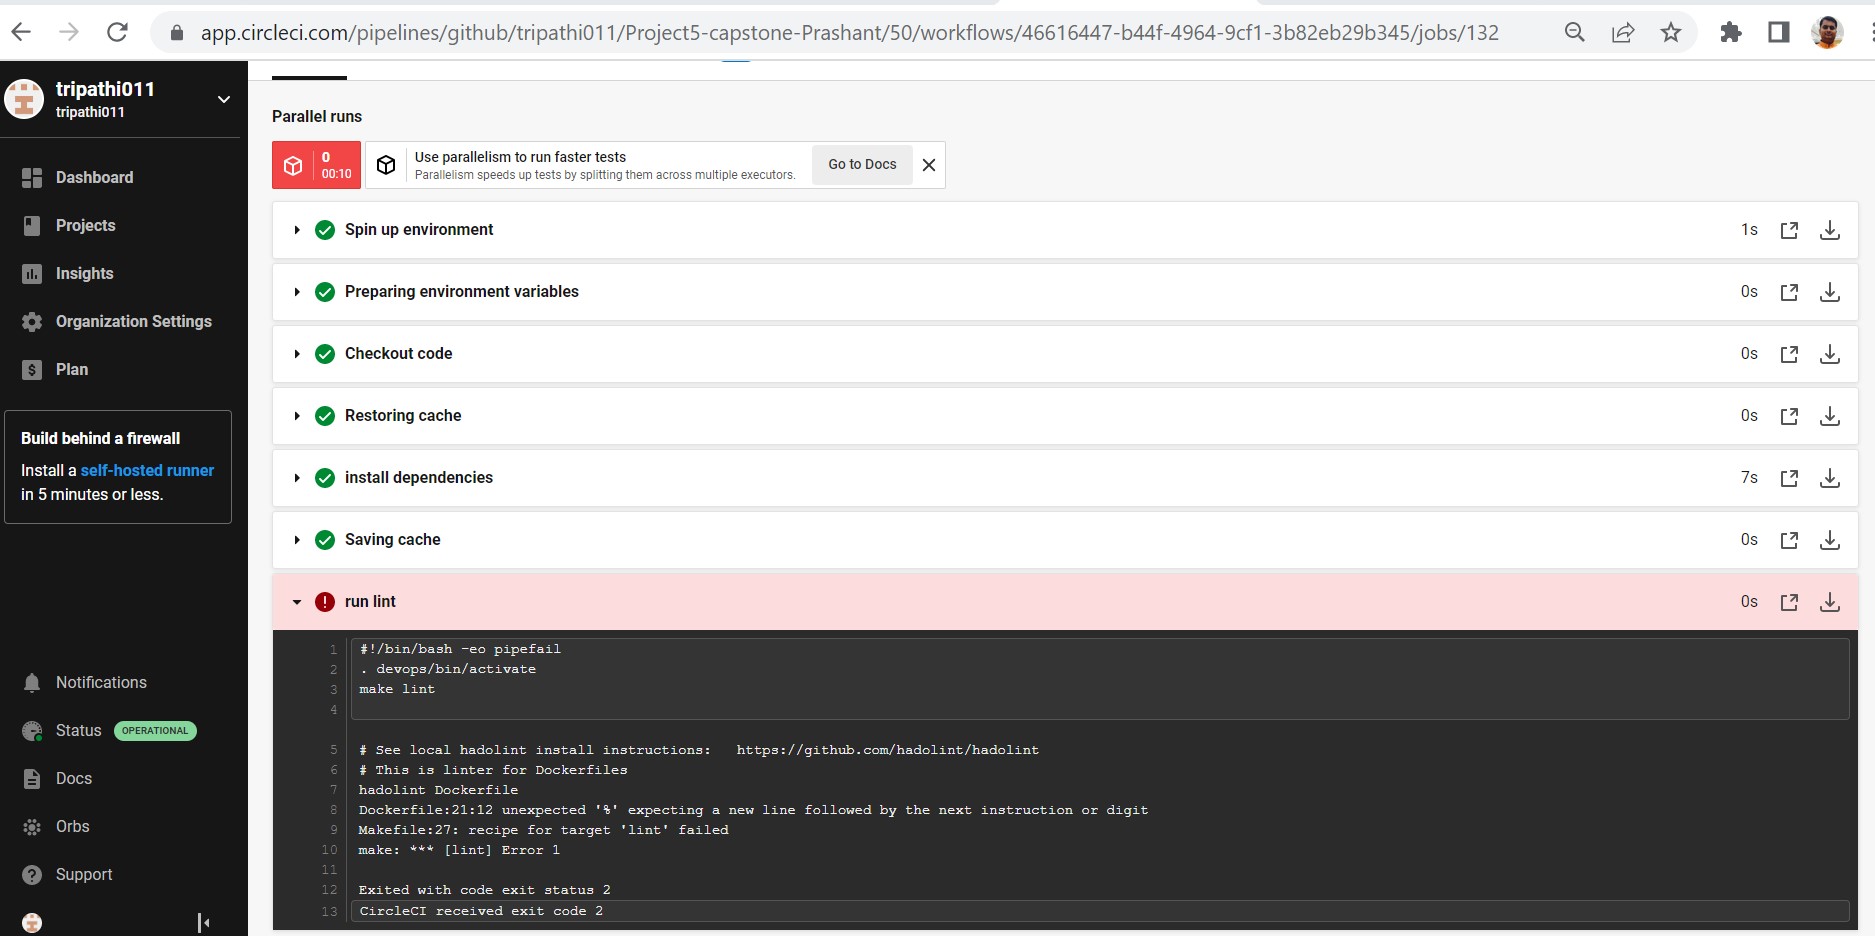 app.circleci.com/pipelines/github/tripathi011/Project5-capstone-Prashant/50/workflows/46616447-b44f-4964-9cf1-3b82eb29b345/jobs/132
tripathi011
tripathi011
Dashboard
Projects
Insights
Organization Settings
Plan
Build behind a firewall
Install a self-hosted runner
in 5 minutes or less.
Notifications
Status OPERATIONAL
Docs
Orbs
Support
Parallel runs
0
00:10
Use parallelism to run faster tests
Parallelism speeds up tests by splitting them across multiple executors.
Go to Docs
Spin up environment 1s
Preparing environment variables 0s
Checkout code 0s
Restoring cache 0s
install dependencies 7s
Saving cache 0s
run lint 0s
1 #!/bin/bash -eo pipefail
2 . devops/bin/activate
3 make lint
4
5 # See local hadolint install instructions:   https://github.com/hadolint/hadolint
6 # This is linter for Dockerfiles
7 hadolint Dockerfile
8 Dockerfile:21:12 unexpected '%' expecting a new line followed by the next instruction or digit
9 Makefile:27: recipe for target 'lint' failed
10 make: *** [lint] Error 1
11
12 Exited with code exit status 2
13 CircleCI received exit code 2